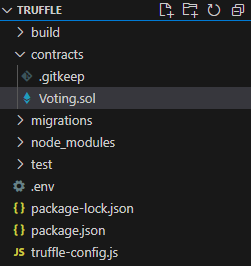 TRUFFLE
build
contracts
.gitkeep
Voting.sol
migrations
node_modules
test
.env
package-lock.json
package.json
truffle-config.js